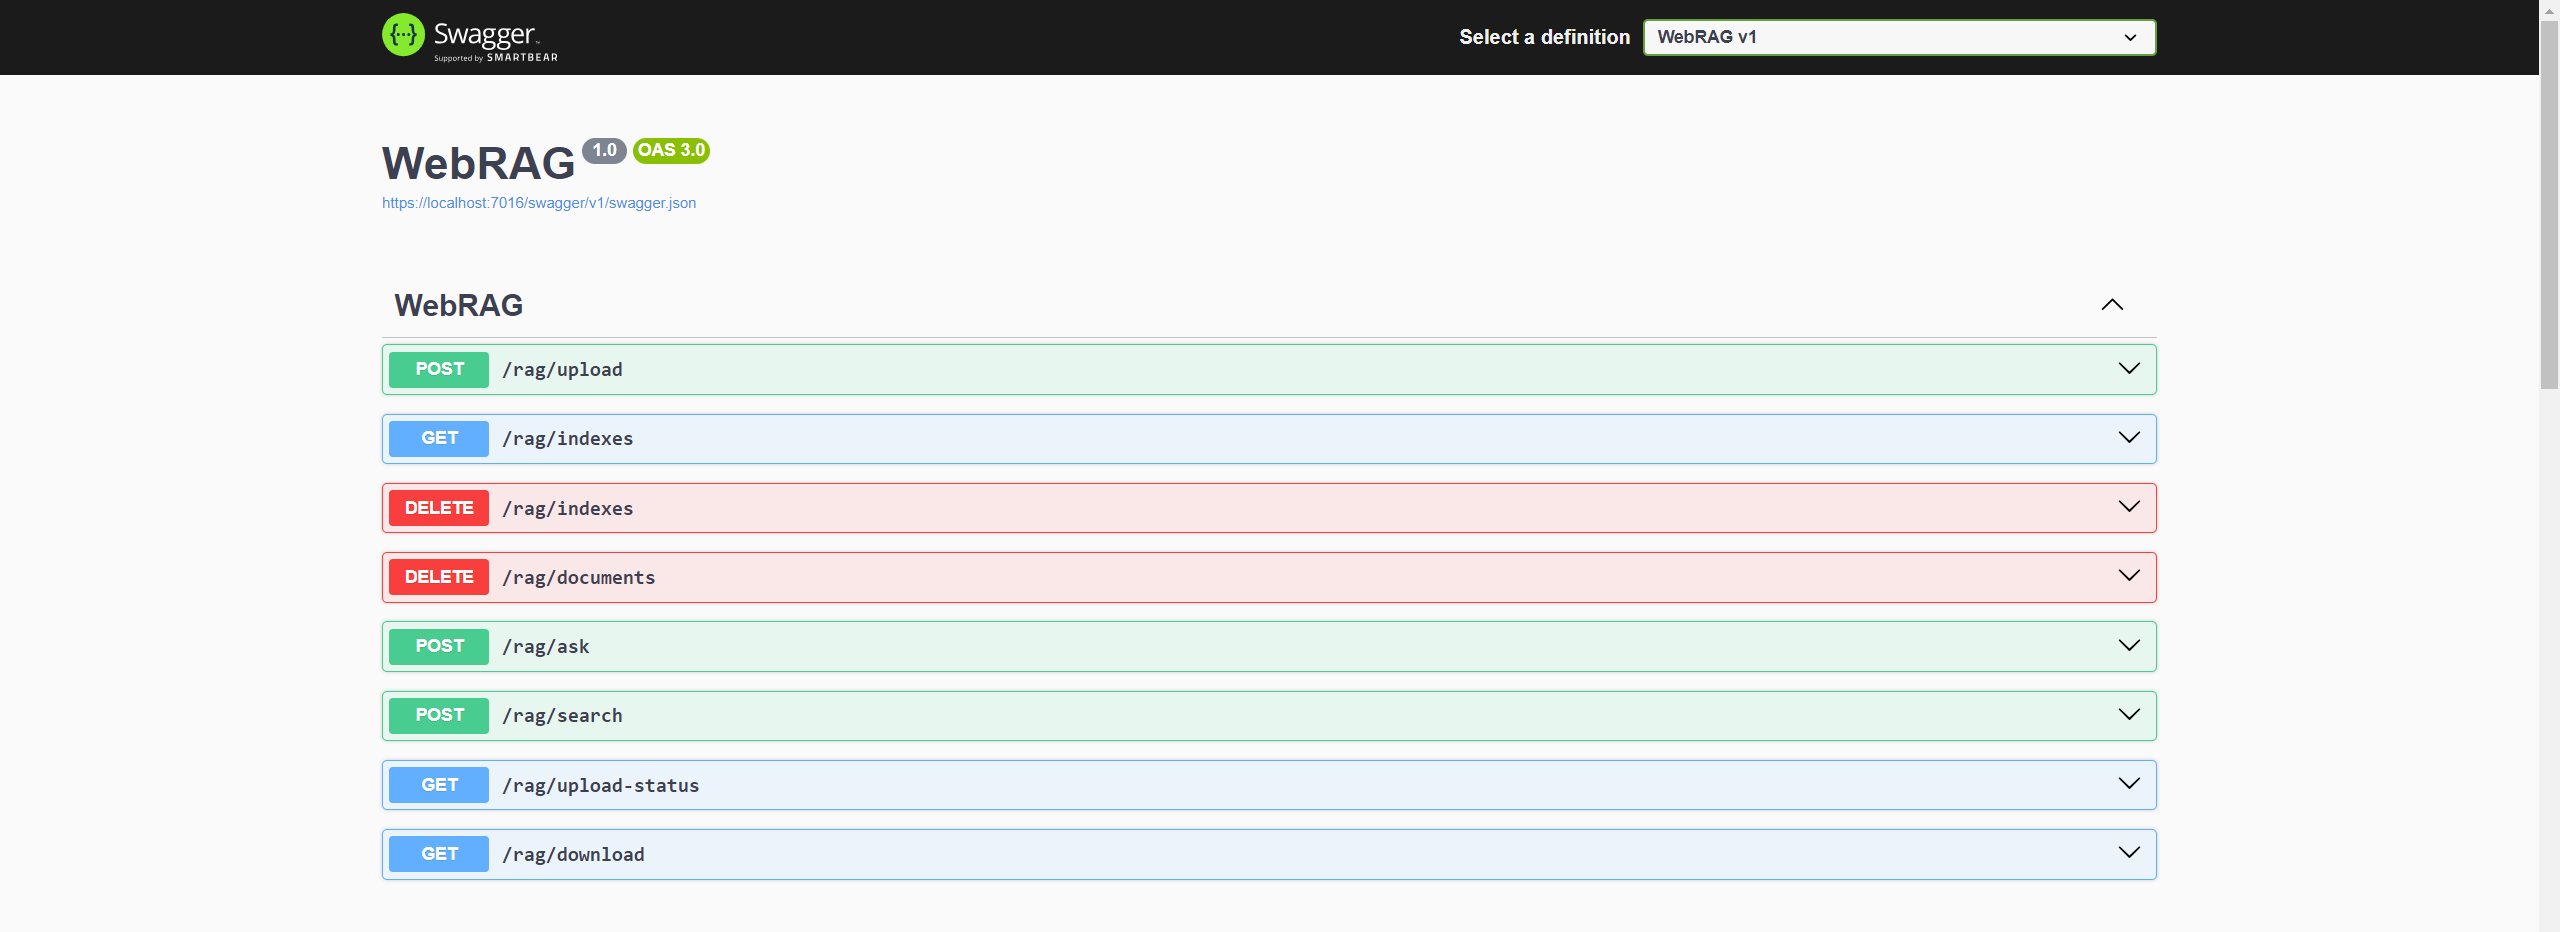 Swagger
Supported by SMARTBEAR
Select a definition
WebRAG v1
WebRAG 1.0 OAS 3.0
https://localhost:7016/swagger/v1/swagger.json
WebRAG
POST /rag/upload
GET /rag/indexes
DELETE /rag/indexes
DELETE /rag/documents
POST /rag/ask
POST /rag/search
GET /rag/upload-status
GET /rag/download